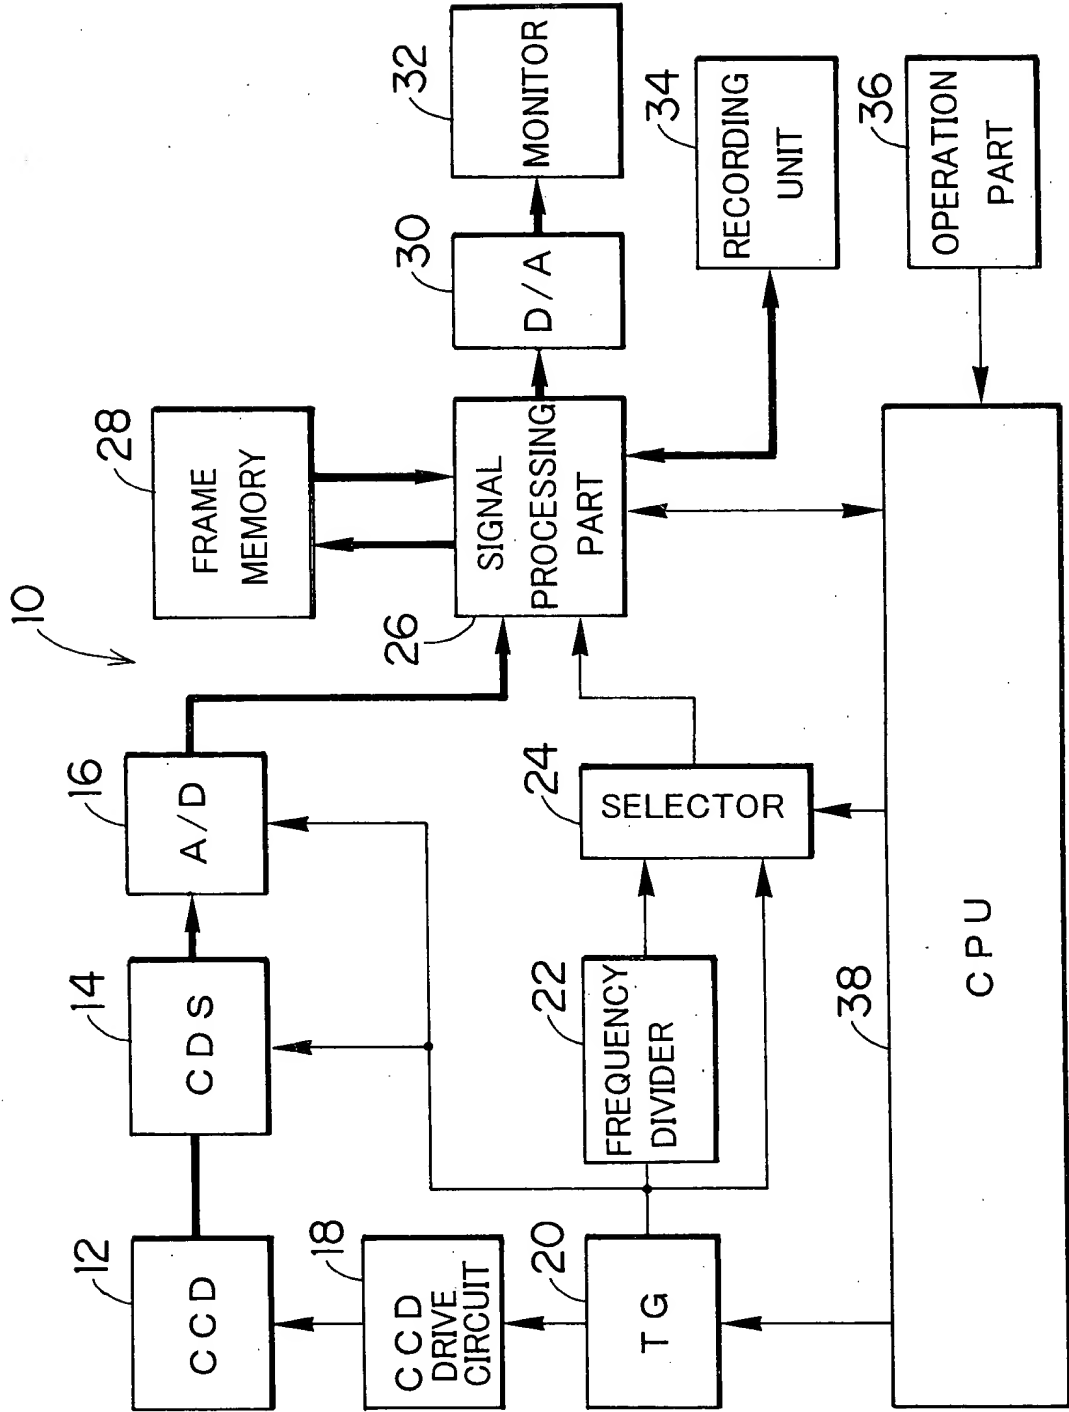 10
12
CCD
14
CDS
16
A/D
28
FRAME
MEMORY
18
CCD
DRIVE
CIRCUIT
20
TG
22
FREQUENCY
DIVIDER
24
SELECTOR
26
SIGNAL
PROCESSING
PART
30
D/A
32
MONITOR
34
RECORDING
UNIT
36
OPERATION
PART
38
CPU